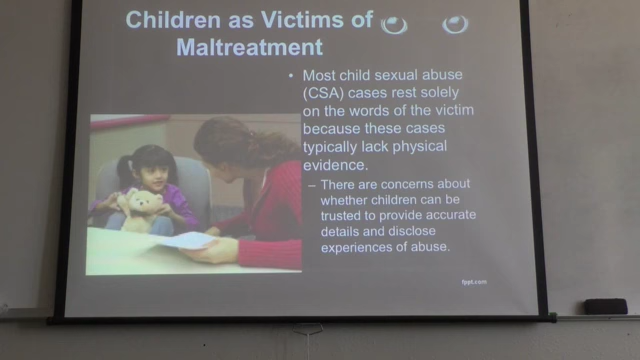 Children as Victims of
Maltreatment
• Most child sexual abuse
(CSA) cases rest solely
on the words of the victim
because these cases
typically lack physical
evidence.
– There are concerns about
whether children can be
trusted to provide accurate
details and disclose
experiences of abuse.
fppt.com